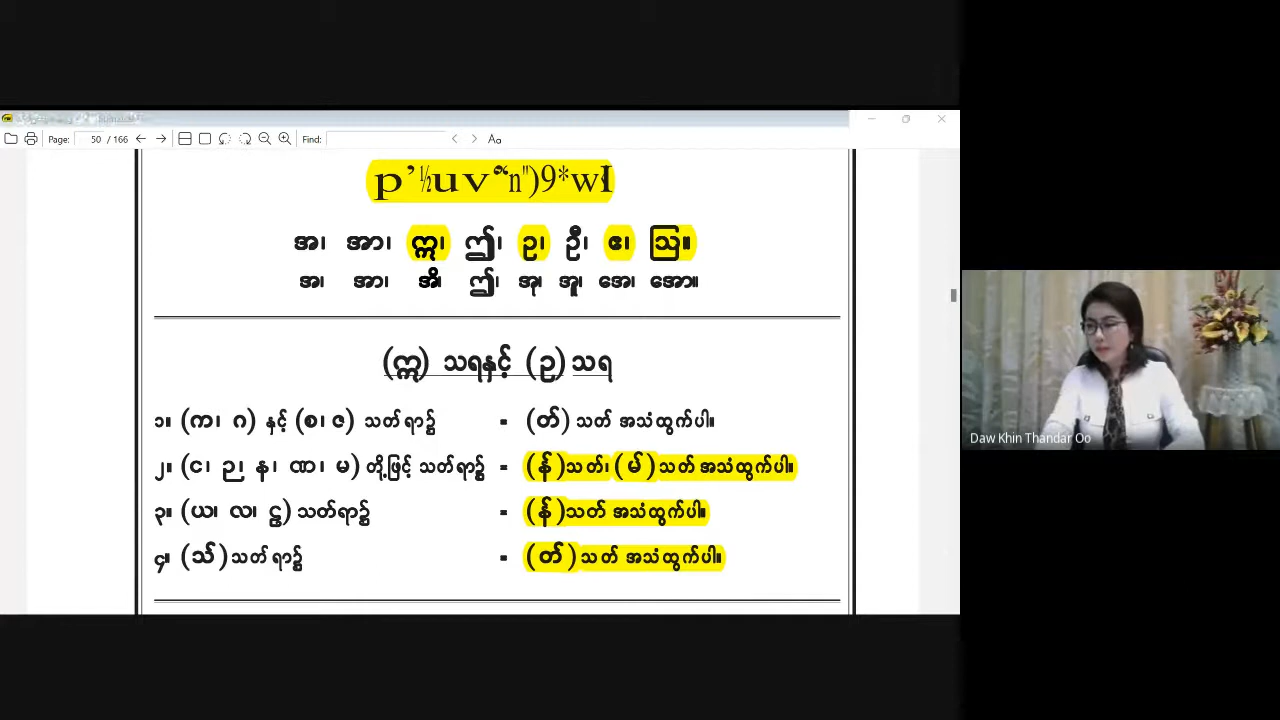 Page: 50 / 166 Find: Aa
p’½uv“n")9*wI
အ၊ အာ၊ ဣ၊ ဤ၊ ဥ၊ ဦ၊ ဧ၊ ဩ။
အ၊ အာ၊ အိ၊ ဤ၊ အု၊ အူ၊ အေ၊ အော။
(ဣ) သရနှင့် (ဥ) သရ
၁။ (က၊ ဂ) နှင့် (စ၊ ဇ) သတ်ရာ၌ = (တ်) သတ် အသံထွက်ပါ။
၂။ (င၊ ဉ၊ န၊ ဏ၊ မ) တို့ဖြင့် သတ်ရာ၌ = (န်) သတ်၊ (မ်) သတ် အသံထွက်ပါ။
၃။ (ယ၊ လ၊ ဠ) သတ်ရာ၌ = (န်) သတ် အသံထွက်ပါ။
၄။ (သ်) သတ်ရာ၌ = (တ်) သတ် အသံထွက်ပါ။
Daw Khin Thandar Oo